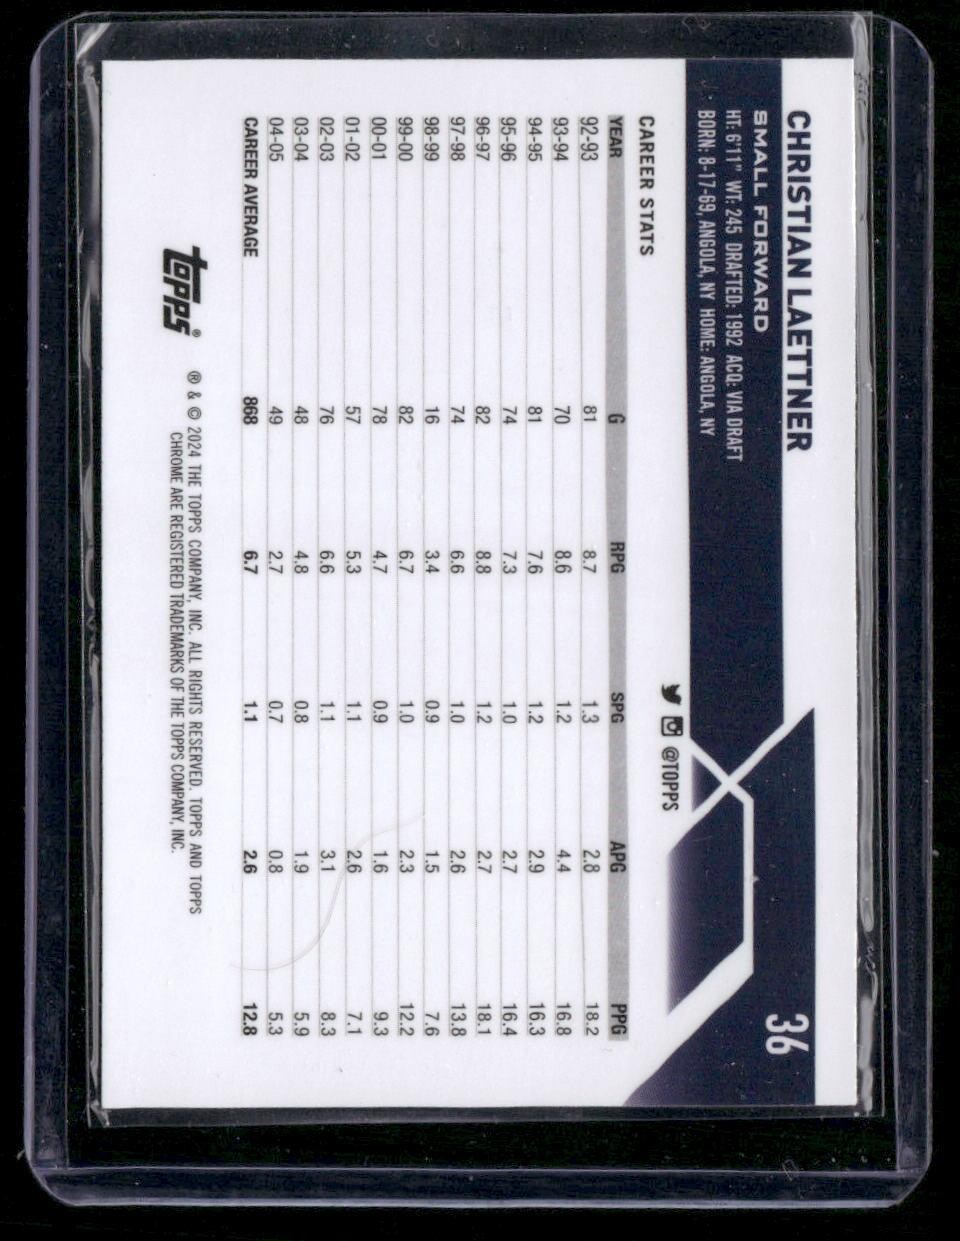 CHRISTIAN LAETTNER
36
SMALL FORWARD
HT: 6'11" WT: 245 DRAFTED: 1992 ACQ: VIA DRAFT
BORN: 8-17-69, ANGOLA, NY HOME: ANGOLA, NY
@TOPPS
CAREER STATS
YEAR G RPG SPG APG PPG
92-93 81 8.7 1.3 2.8 18.2
93-94 70 8.6 1.2 4.4 16.8
94-95 81 7.6 1.2 2.9 16.3
95-96 74 7.3 1.0 2.7 16.4
96-97 82 8.8 1.2 2.7 18.1
97-98 74 6.6 1.0 2.6 13.8
98-99 16 3.4 0.9 1.5 7.6
99-00 82 6.7 1.0 2.3 12.2
00-01 78 4.7 0.9 1.6 9.3
01-02 57 5.3 1.1 2.6 7.1
02-03 76 6.6 1.1 3.1 8.3
03-04 48 4.8 0.8 1.9 5.9
04-05 49 2.7 0.7 0.8 5.3
CAREER AVERAGE 868 6.7 1.1 2.6 12.8
topps®
® & © 2024 THE TOPPS COMPANY, INC. ALL RIGHTS RESERVED. TOPPS AND TOPPS
CHROME ARE REGISTERED TRADEMARKS OF THE TOPPS COMPANY, INC.